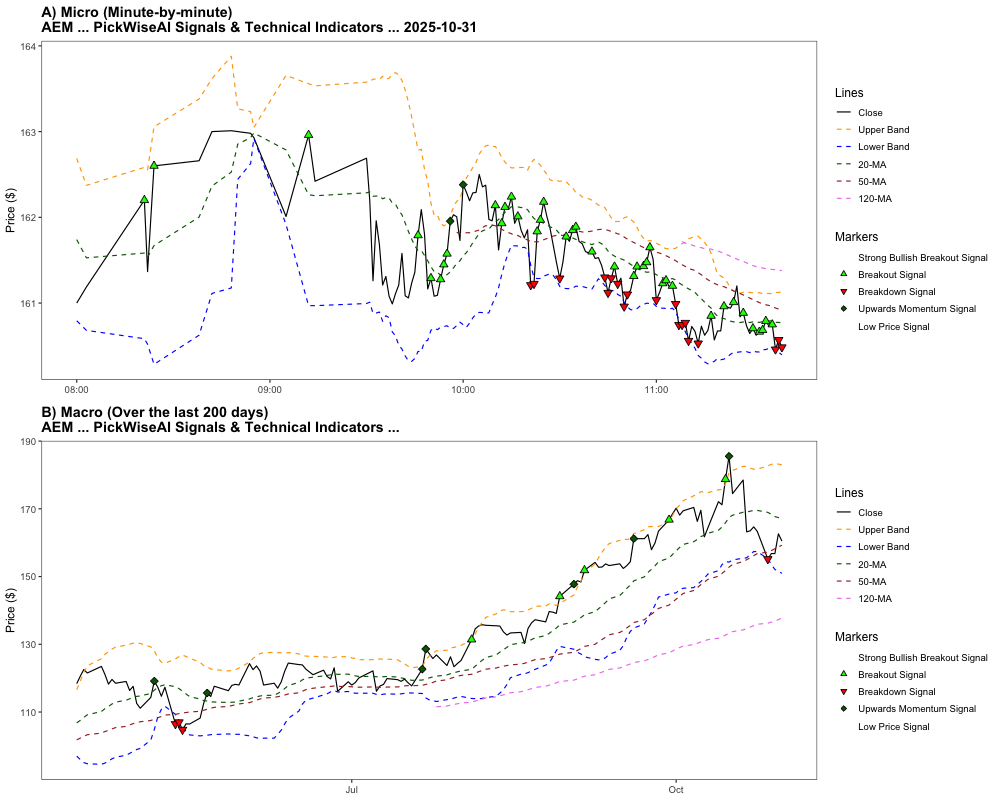 A) Micro (Minute-by-minute)
AEM ... PickWiseAI Signals & Technical Indicators ... 2025-10-31
164
163
162
161
Price ($)
08:00
09:00
10:00
11:00
Lines
Close
Upper Band
Lower Band
20-MA
50-MA
120-MA
Markers
Strong Bullish Breakout Signal
Breakout Signal
Breakdown Signal
Upwards Momentum Signal
Low Price Signal
B) Macro (Over the last 200 days)
AEM ... PickWiseAI Signals & Technical Indicators ...
190
170
150
130
110
Price ($)
Jul
Oct
Lines
Close
Upper Band
Lower Band
20-MA
50-MA
120-MA
Markers
Strong Bullish Breakout Signal
Breakout Signal
Breakdown Signal
Upwards Momentum Signal
Low Price Signal